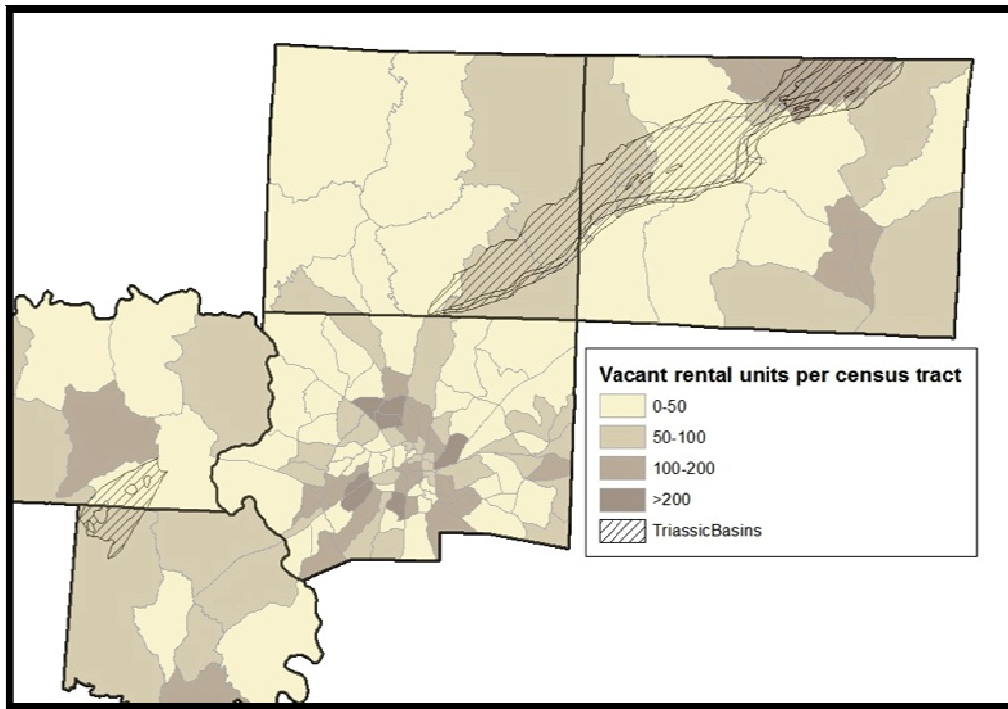 Vacant rental units per census tract
0-50
50-100
100-200
>200
TriassicBasins